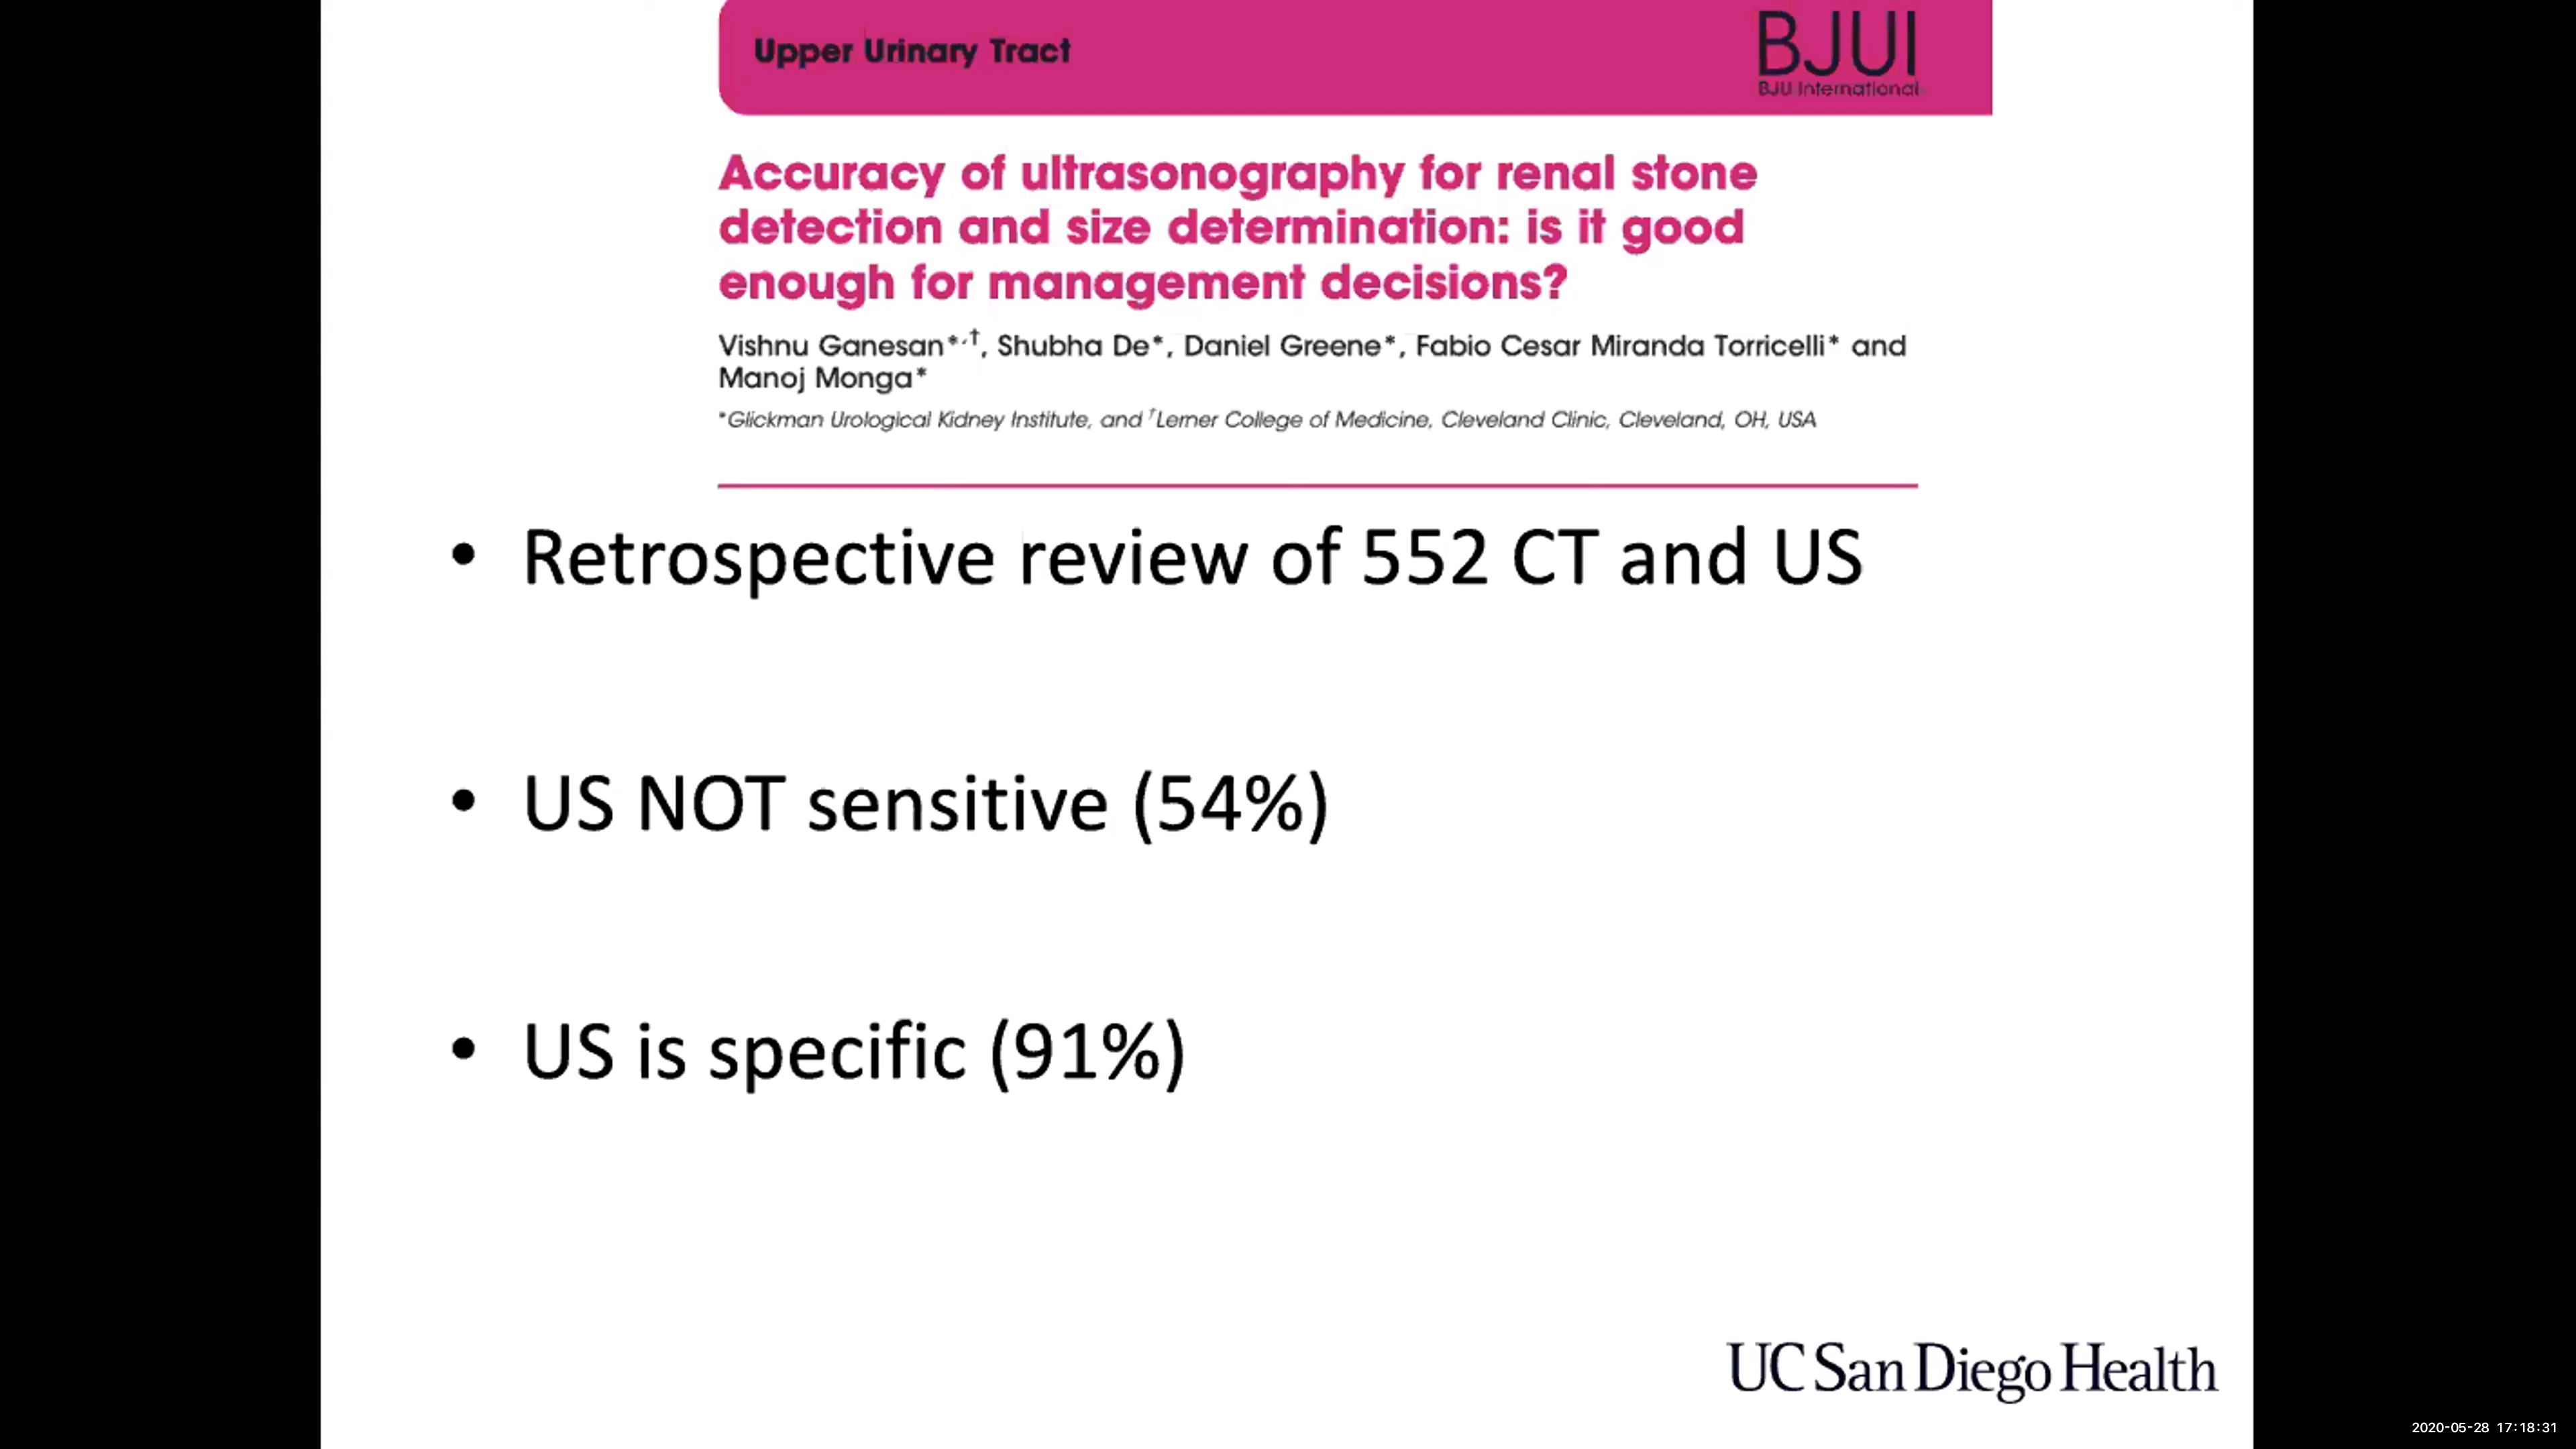 Upper Urinary Tract
BJUI
BJU International
Accuracy of ultrasonography for renal stone
detection and size determination: is it good
enough for management decisions?
Vishnu Ganesan*,†, Shubha De*, Daniel Greene*, Fabio Cesar Miranda Torricelli* and
Manoj Monga*
*Glickman Urological Kidney Institute, and †Lerner College of Medicine, Cleveland Clinic, Cleveland, OH, USA
• Retrospective review of 552 CT and US
• US NOT sensitive (54%)
• US is specific (91%)
UC San Diego Health
2020-05-28 17:18:31